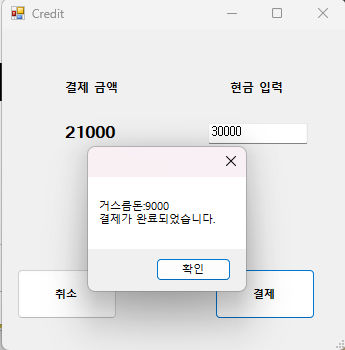 Credit
결제 금액
현금 입력
21000
30000
거스름돈:9000
결제가 완료되었습니다.
확인
취소
결제